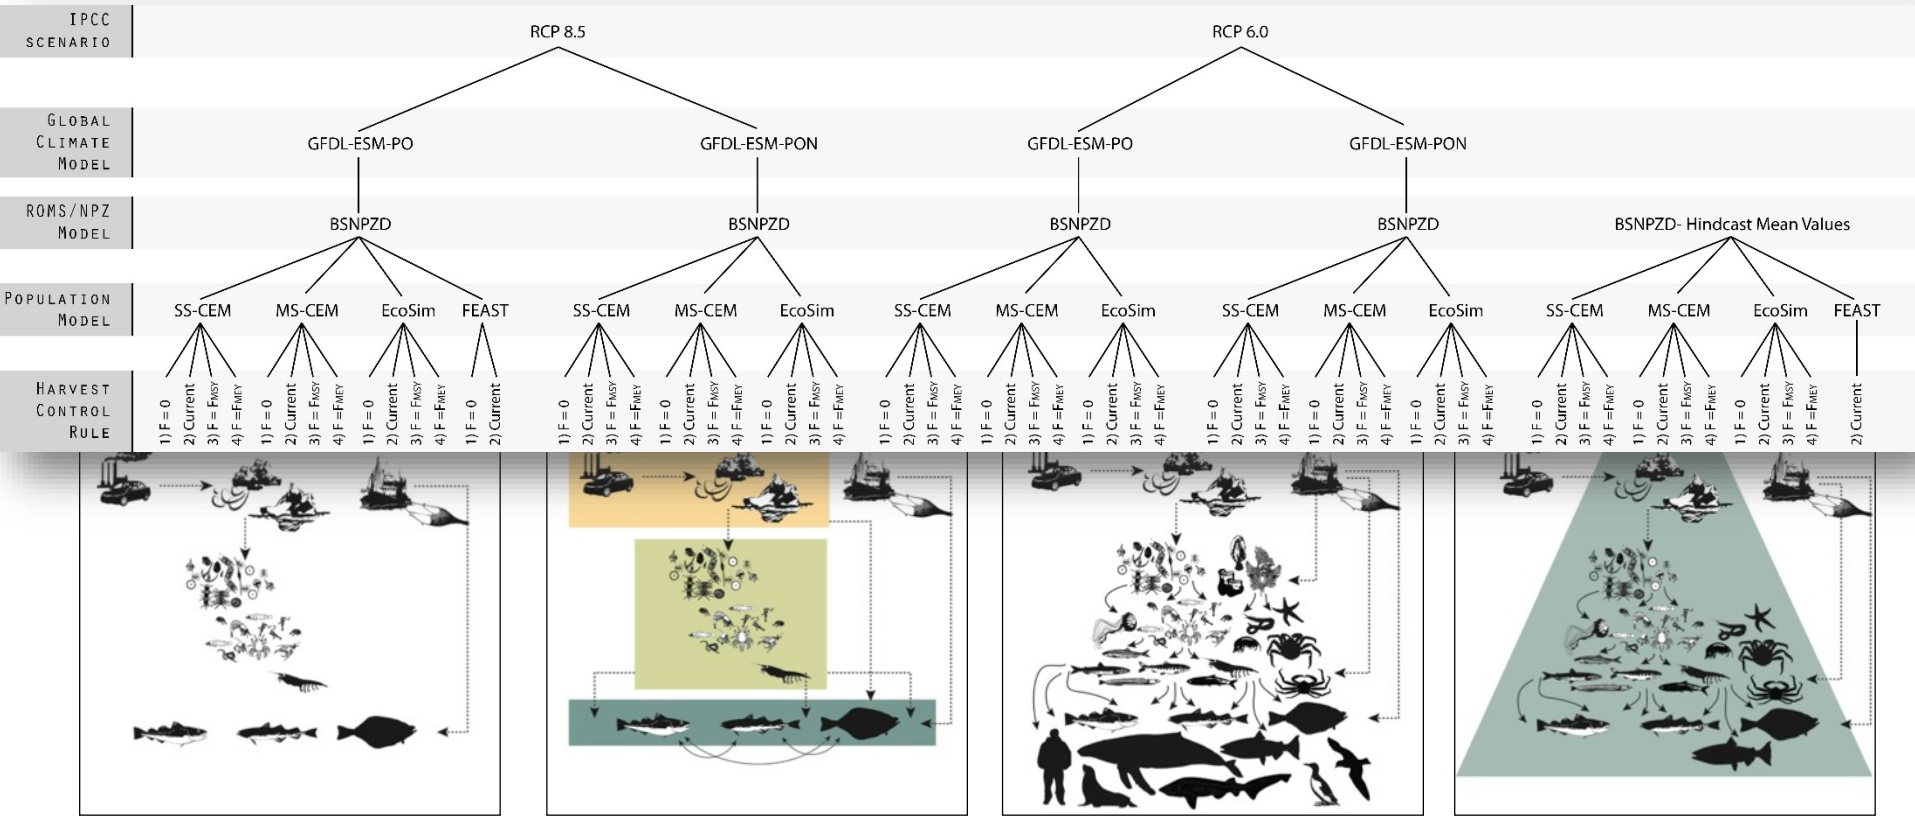 IPCC
SCENARIO
RCP 8.5
RCP 6.0
GLOBAL
CLIMATE
MODEL
GFDL-ESM-PO
GFDL-ESM-PON
GFDL-ESM-PO
GFDL-ESM-PON
ROMS/NPZ
MODEL
BSNPZD
BSNPZD
BSNPZD
BSNPZD
BSNPZD- Hindcast Mean Values
POPULATION
MODEL
SS-CEM
MS-CEM
EcoSim
FEAST
SS-CEM
MS-CEM
EcoSim
SS-CEM
MS-CEM
EcoSim
SS-CEM
MS-CEM
EcoSim
SS-CEM
MS-CEM
EcoSim
FEAST
HARVEST
CONTROL
RULE
1) F = 0
2) Current
3) F = FMSY
4) F =FMEY
1) F = 0
2) Current
3) F = FMSY
4) F =FMEY
1) F = 0
2) Current
3) F = FMSY
4) F =FMEY
1) F = 0
2) Current
1) F = 0
2) Current
3) F = FMSY
4) F =FMEY
1) F = 0
2) Current
3) F = FMSY
4) F =FMEY
1) F = 0
2) Current
3) F = FMSY
4) F =FMEY
1) F = 0
2) Current
3) F = FMSY
4) F =FMEY
1) F = 0
2) Current
3) F = FMSY
4) F =FMEY
1) F = 0
2) Current
3) F = FMSY
4) F =FMEY
1) F = 0
2) Current
3) F = FMSY
4) F =FMEY
1) F = 0
2) Current
3) F = FMSY
4) F =FMEY
1) F = 0
2) Current
3) F = FMSY
4) F =FMEY
1) F = 0
2) Current
3) F = FMSY
4) F =FMEY
1) F = 0
2) Current
3) F = FMSY
4) F =FMEY
1) F = 0
2) Current
3) F = FMSY
4) F =FMEY
2) Current